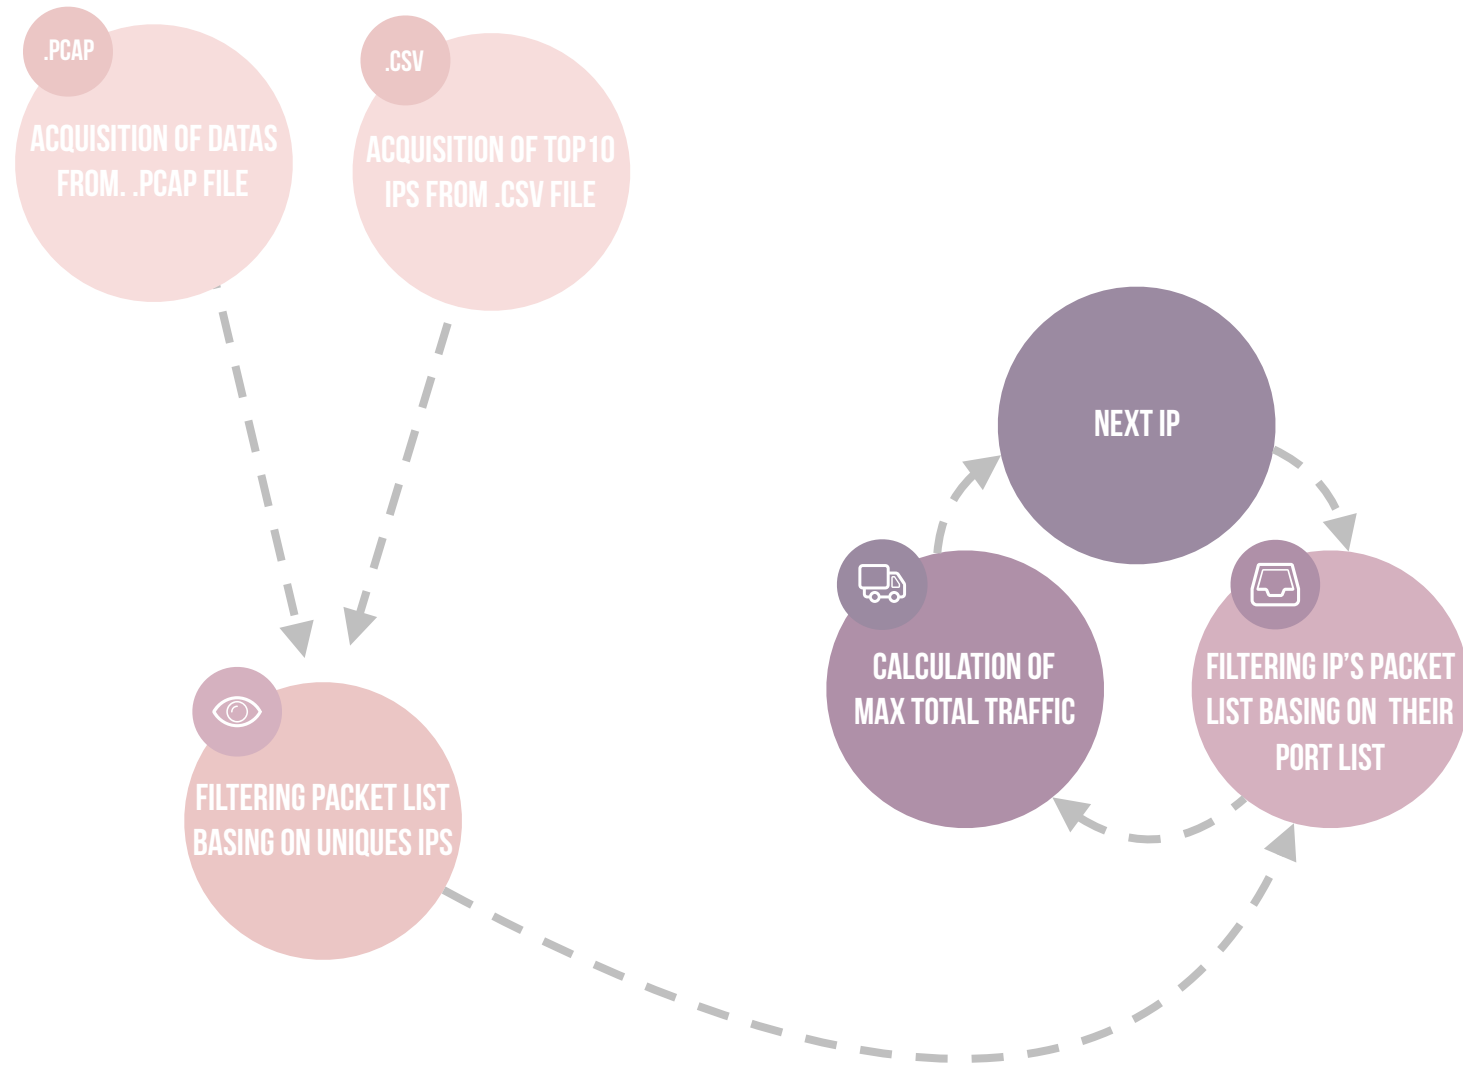 .PCAP
ACQUISITION OF DATAS
FROM. .PCAP FILE
.CSV
ACQUISITION OF TOP10
IPS FROM .CSV FILE
NEXT IP
CALCULATION OF
MAX TOTAL TRAFFIC
FILTERING IP'S PACKET
LIST BASING ON THEIR
PORT LIST
FILTERING PACKET LIST
BASING ON UNIQUES IPS